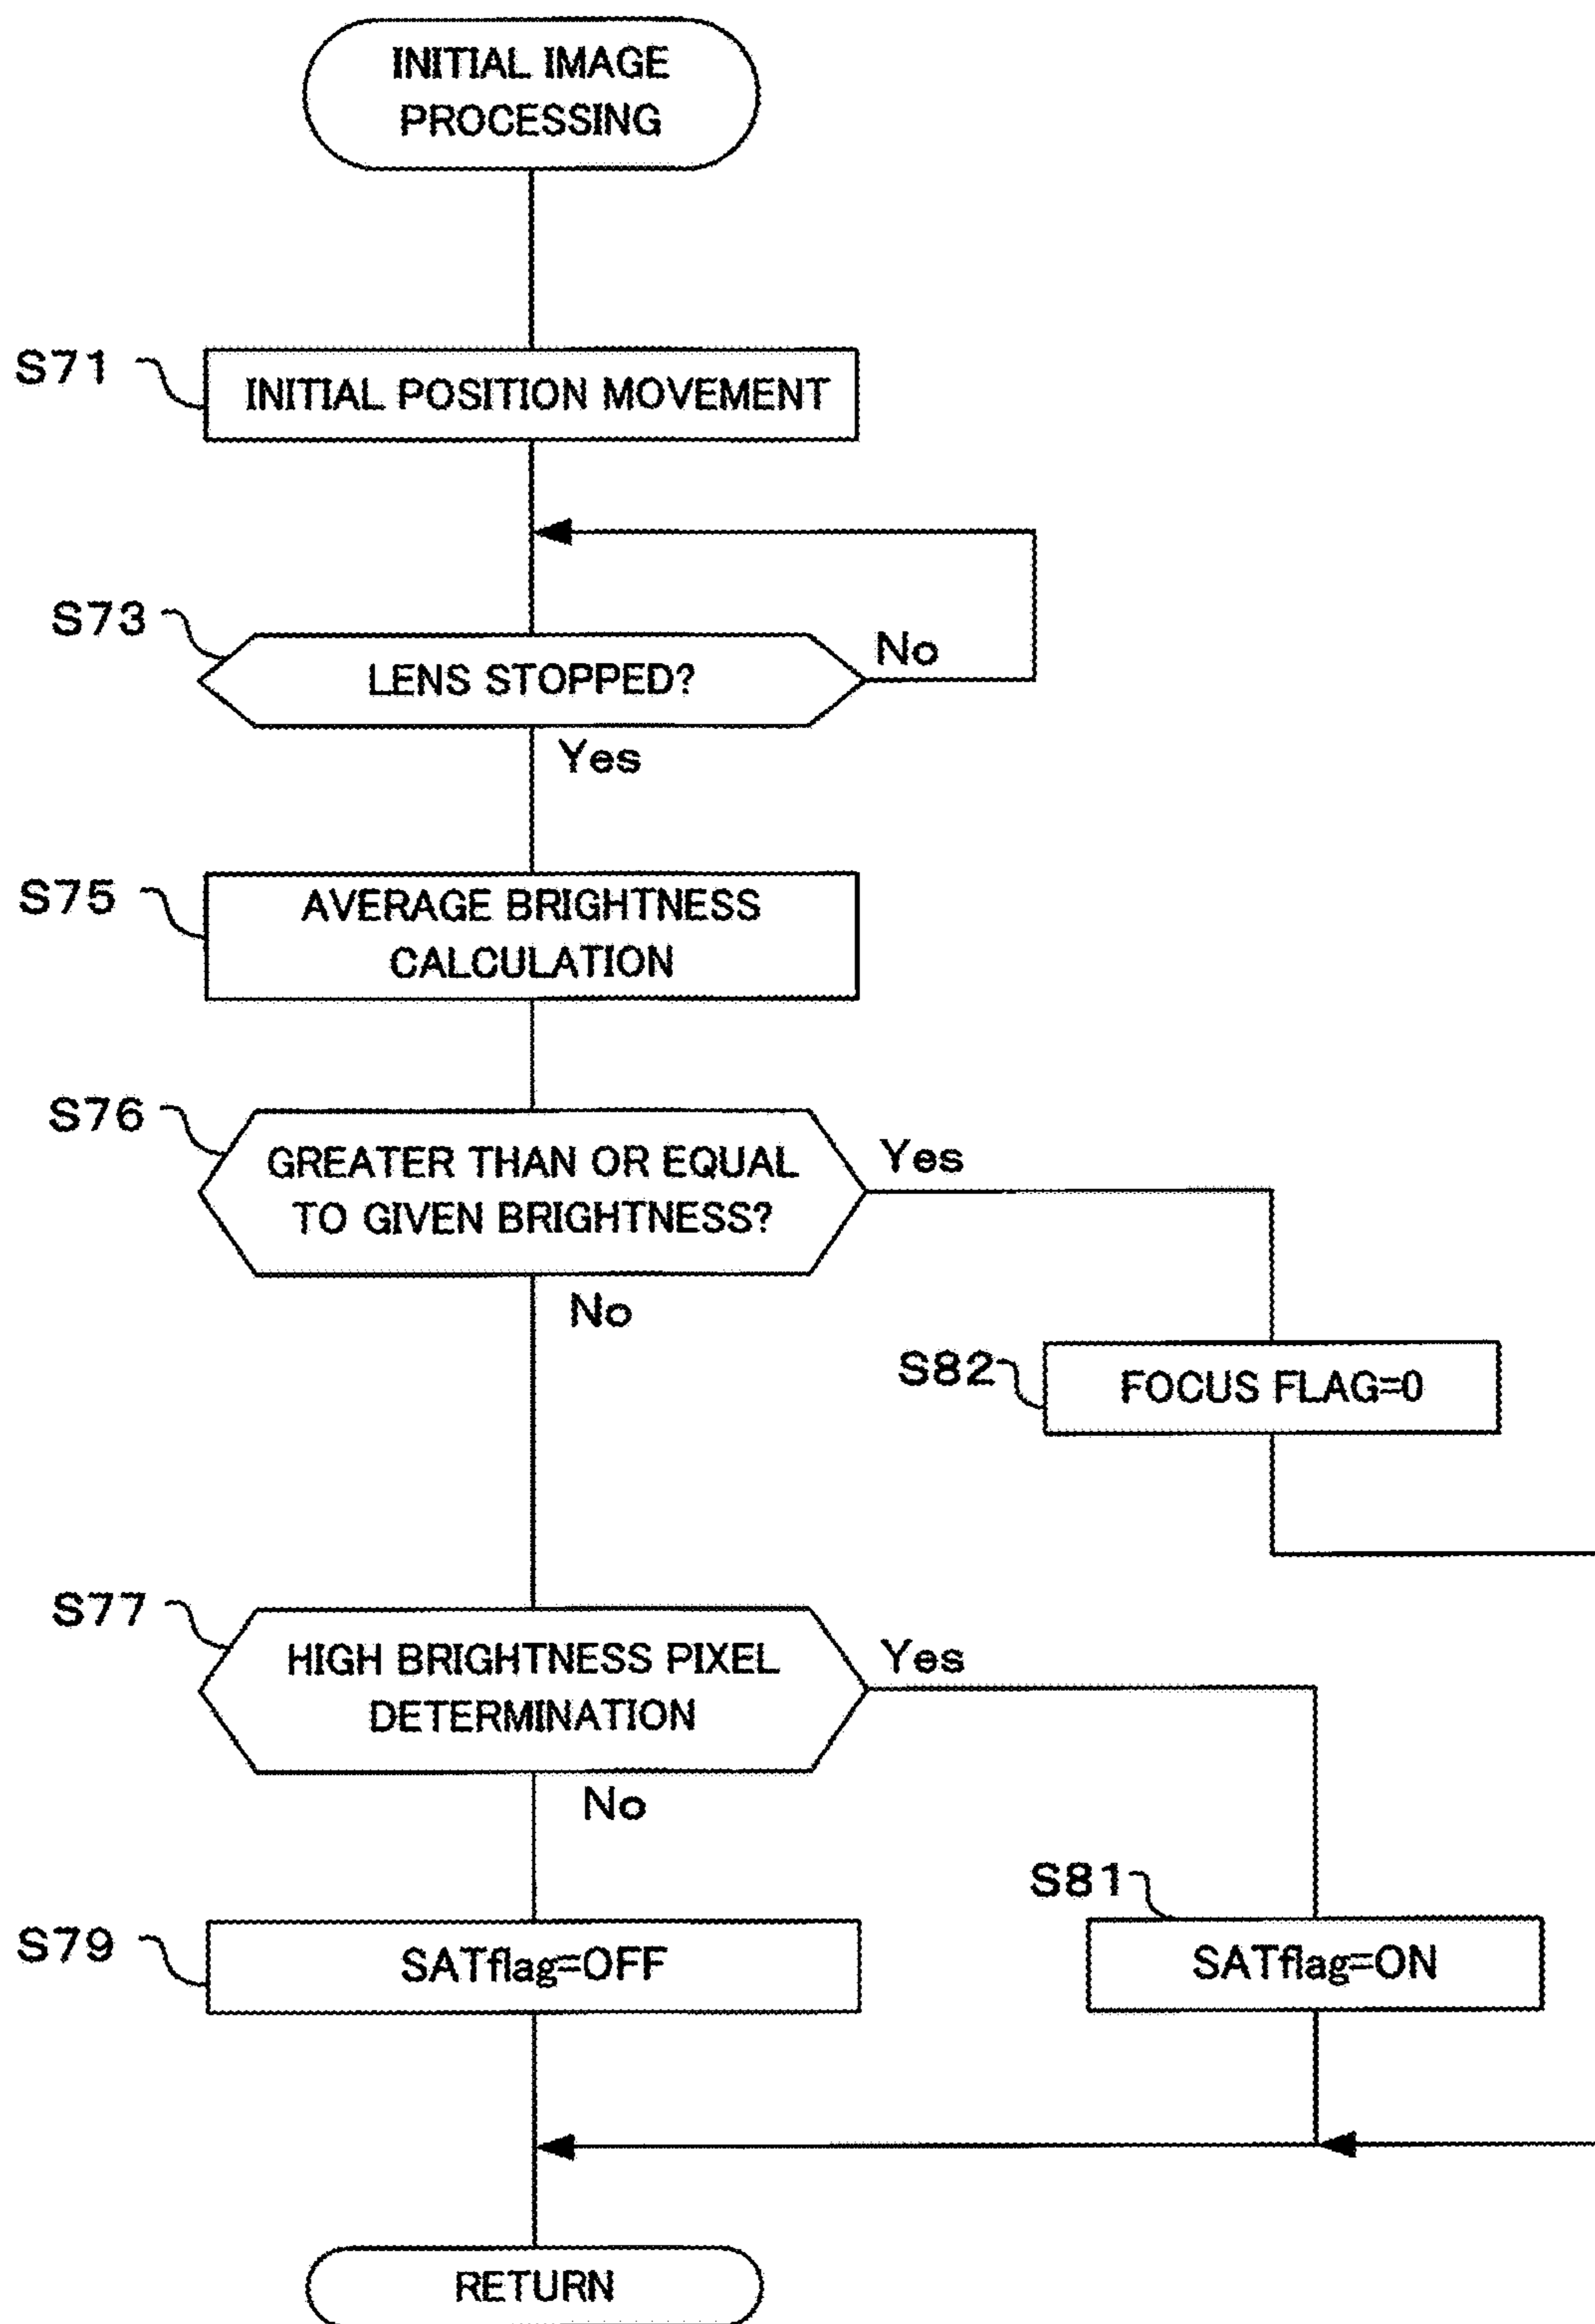 INITIAL IMAGE
PROCESSING
S71
INITIAL POSITION MOVEMENT
S73
LENS STOPPED?
No
Yes
S75
AVERAGE BRIGHTNESS
CALCULATION
S76
GREATER THAN OR EQUAL
TO GIVEN BRIGHTNESS?
Yes
No
S82
FOCUS FLAG=0
S77
HIGH BRIGHTNESS PIXEL
DETERMINATION
Yes
No
S81
S79
SATflag=OFF
SATflag=ON
RETURN